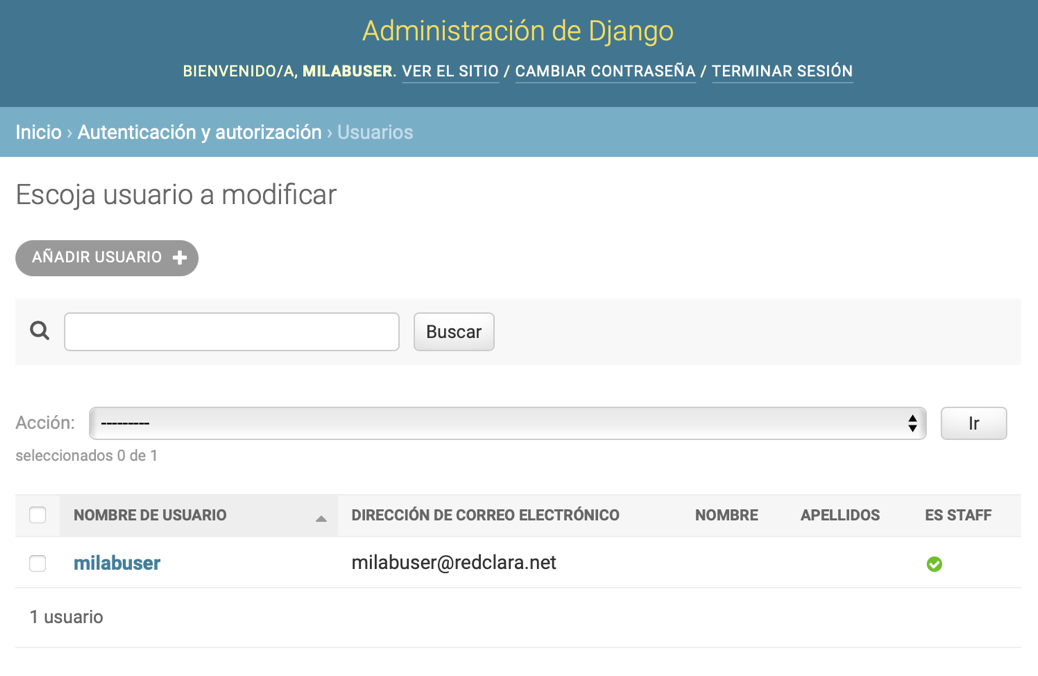 Administración de Django
BIENVENIDO/A, MILABUSER. VER EL SITIO / CAMBIAR CONTRASEÑA / TERMINAR SESIÓN
Inicio › Autenticación y autorización › Usuarios
Escoja usuario a modificar
AÑADIR USUARIO +
Buscar
Acción: --------- Ir
seleccionados 0 de 1
NOMBRE DE USUARIO DIRECCIÓN DE CORREO ELECTRÓNICO NOMBRE APELLIDOS ES STAFF
milabuser milabuser@redclara.net
1 usuario